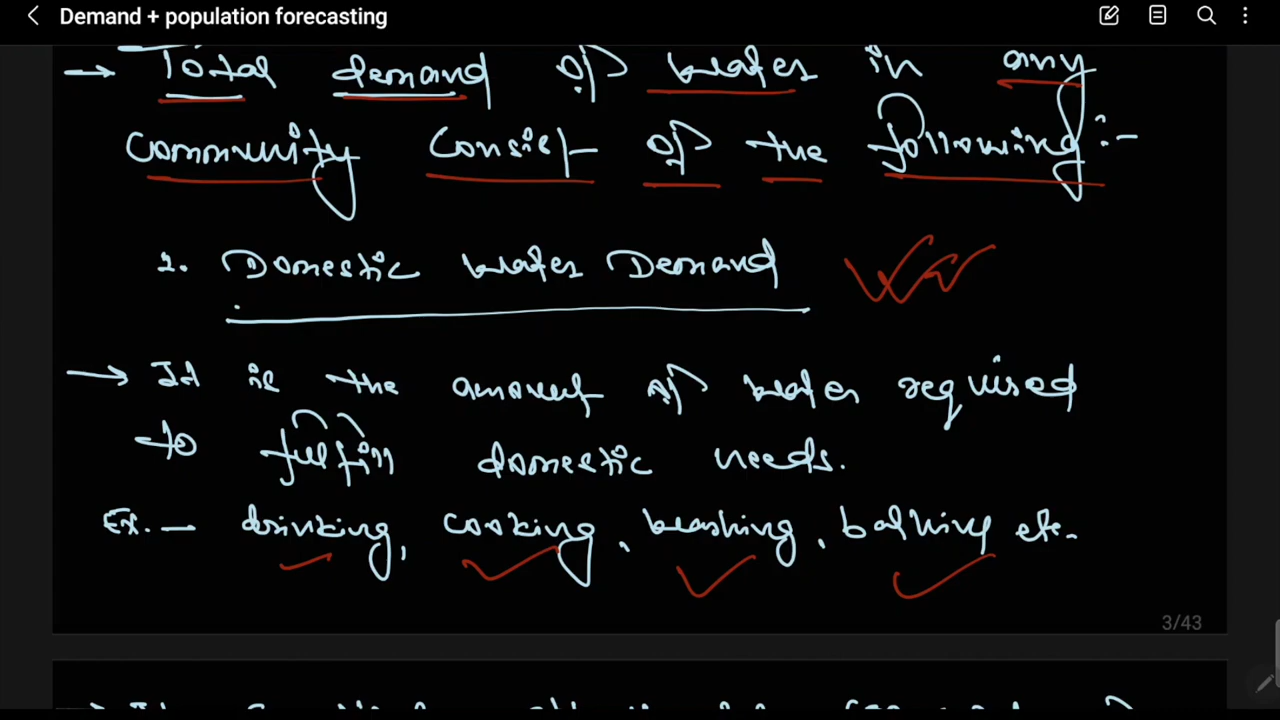 Demand + population forecasting
→ Total demand of water in any
community consist of the following :-
1. Domestic water Demand
→ It is the amount of water required
to fulfill domestic needs.
Ex. — drinking, cooking, washing, bathing etc.
3/43